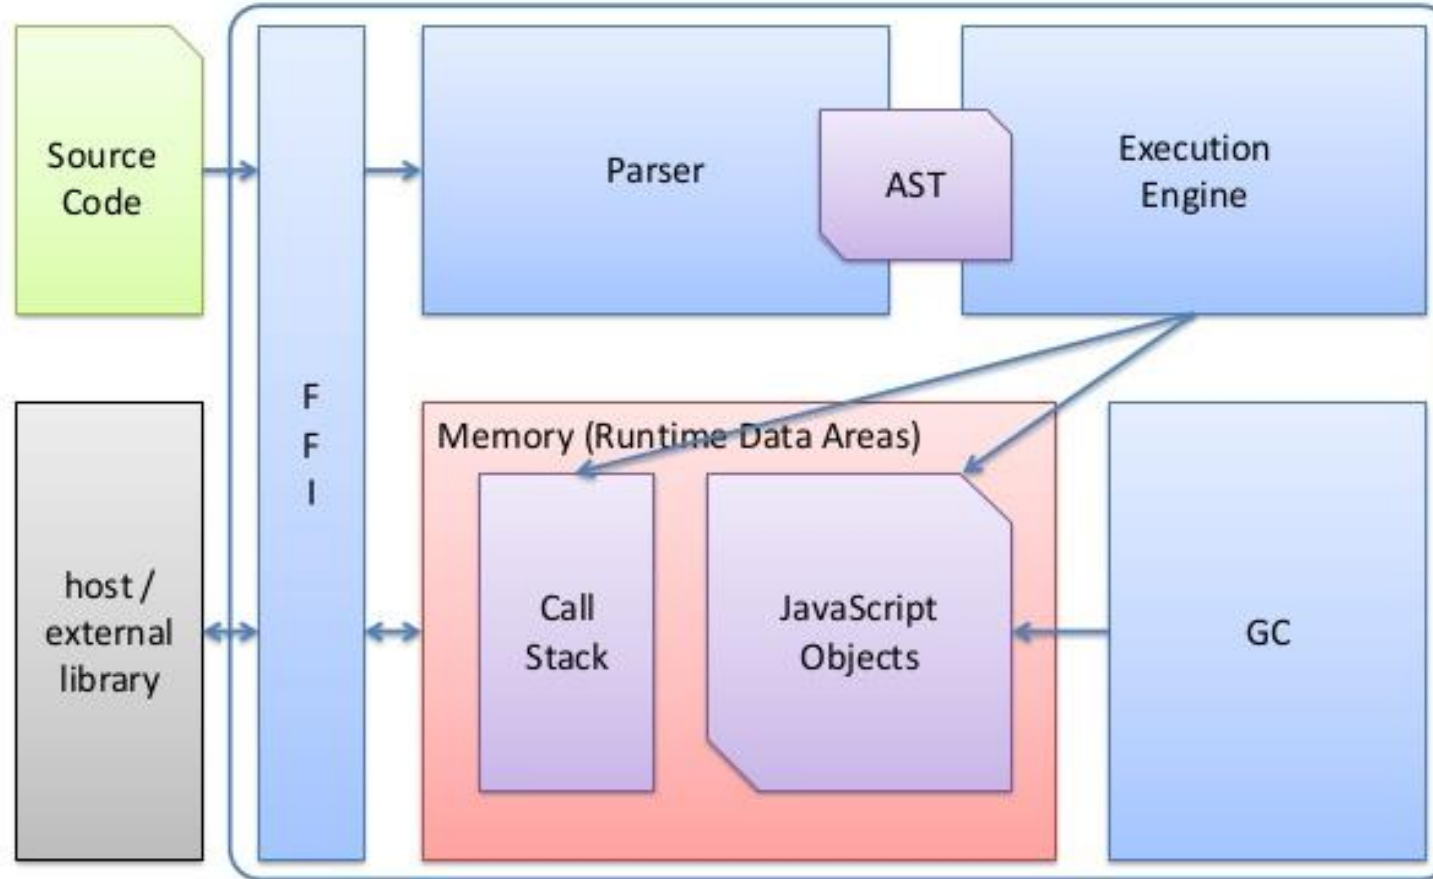 Source
Code
Parser
AST
Execution
Engine
F
F
I
Memory (Runtime Data Areas)
host /
external
library
Call
Stack
JavaScript
Objects
GC